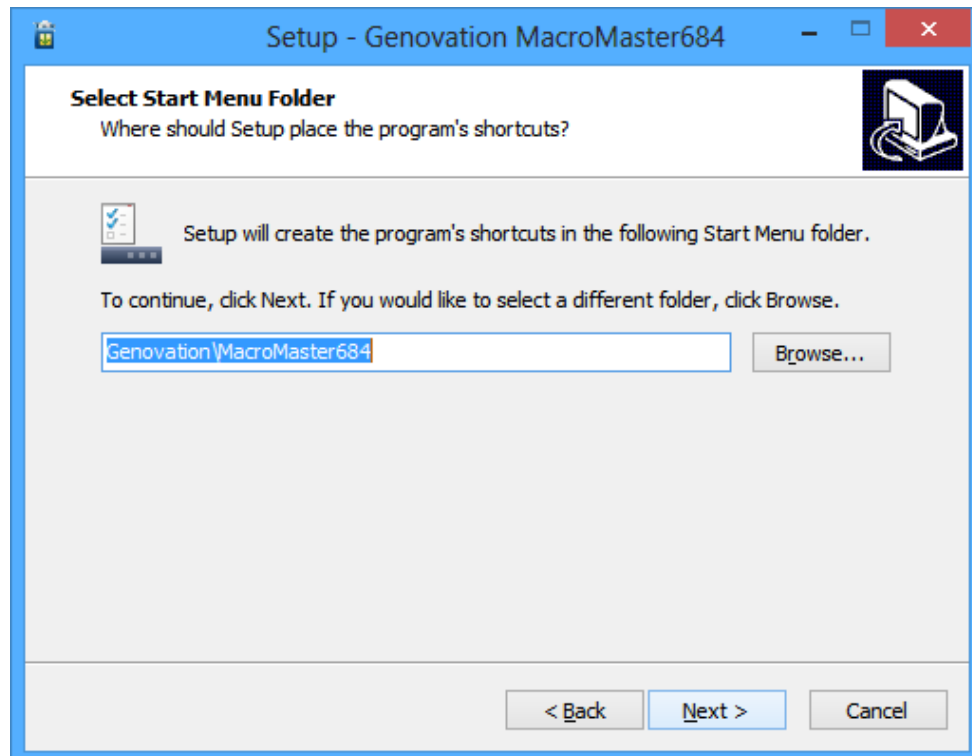 Setup - Genovation MacroMaster684
Select Start Menu Folder
Where should Setup place the program's shortcuts?
Setup will create the program's shortcuts in the following Start Menu folder.
To continue, click Next. If you would like to select a different folder, click Browse.
Genovation\MacroMaster684
Browse...
< Back
Next >
Cancel